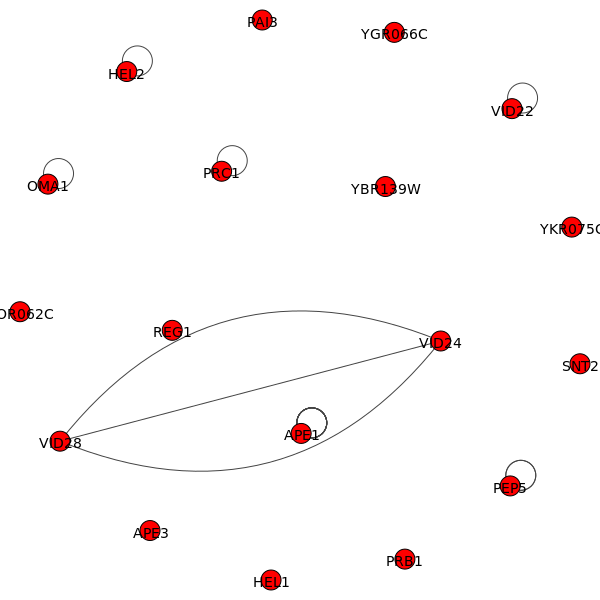 PAI3
YGR066C
HEL2
VID22
PRC1
OMA1
YBR139W
YKR075C
OR062C
REG1
VID24
SNT2
APE1
VID28
PEP5
APE3
PRB1
HEL1